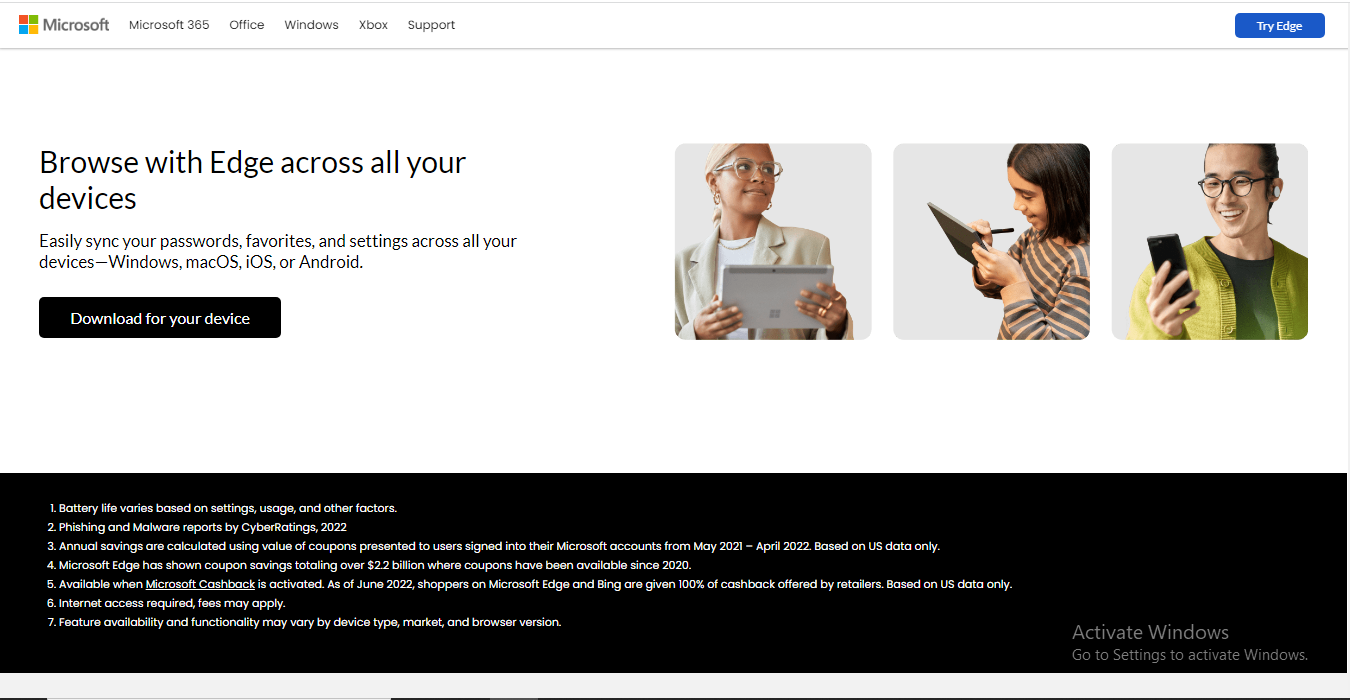 Microsoft Microsoft 365 Office Windows Xbox Support Try Edge
Browse with Edge across all your
devices
Easily sync your passwords, favorites, and settings across all your
devices—Windows, macOS, iOS, or Android.
Download for your device
1. Battery life varies based on settings, usage, and other factors.
2. Phishing and Malware reports by CyberRatings, 2022
3. Annual savings are calculated using value of coupons presented to users signed into their Microsoft accounts from May 2021 – April 2022. Based on US data only.
4. Microsoft Edge has shown coupon savings totaling over $2.2 billion where coupons have been available since 2020.
5. Available when Microsoft Cashback is activated. As of June 2022, shoppers on Microsoft Edge and Bing are given 100% of cashback offered by retailers. Based on US data only.
6. Internet access required, fees may apply.
7. Feature availability and functionality may vary by device type, market, and browser version.
Activate Windows
Go to Settings to activate Windows.